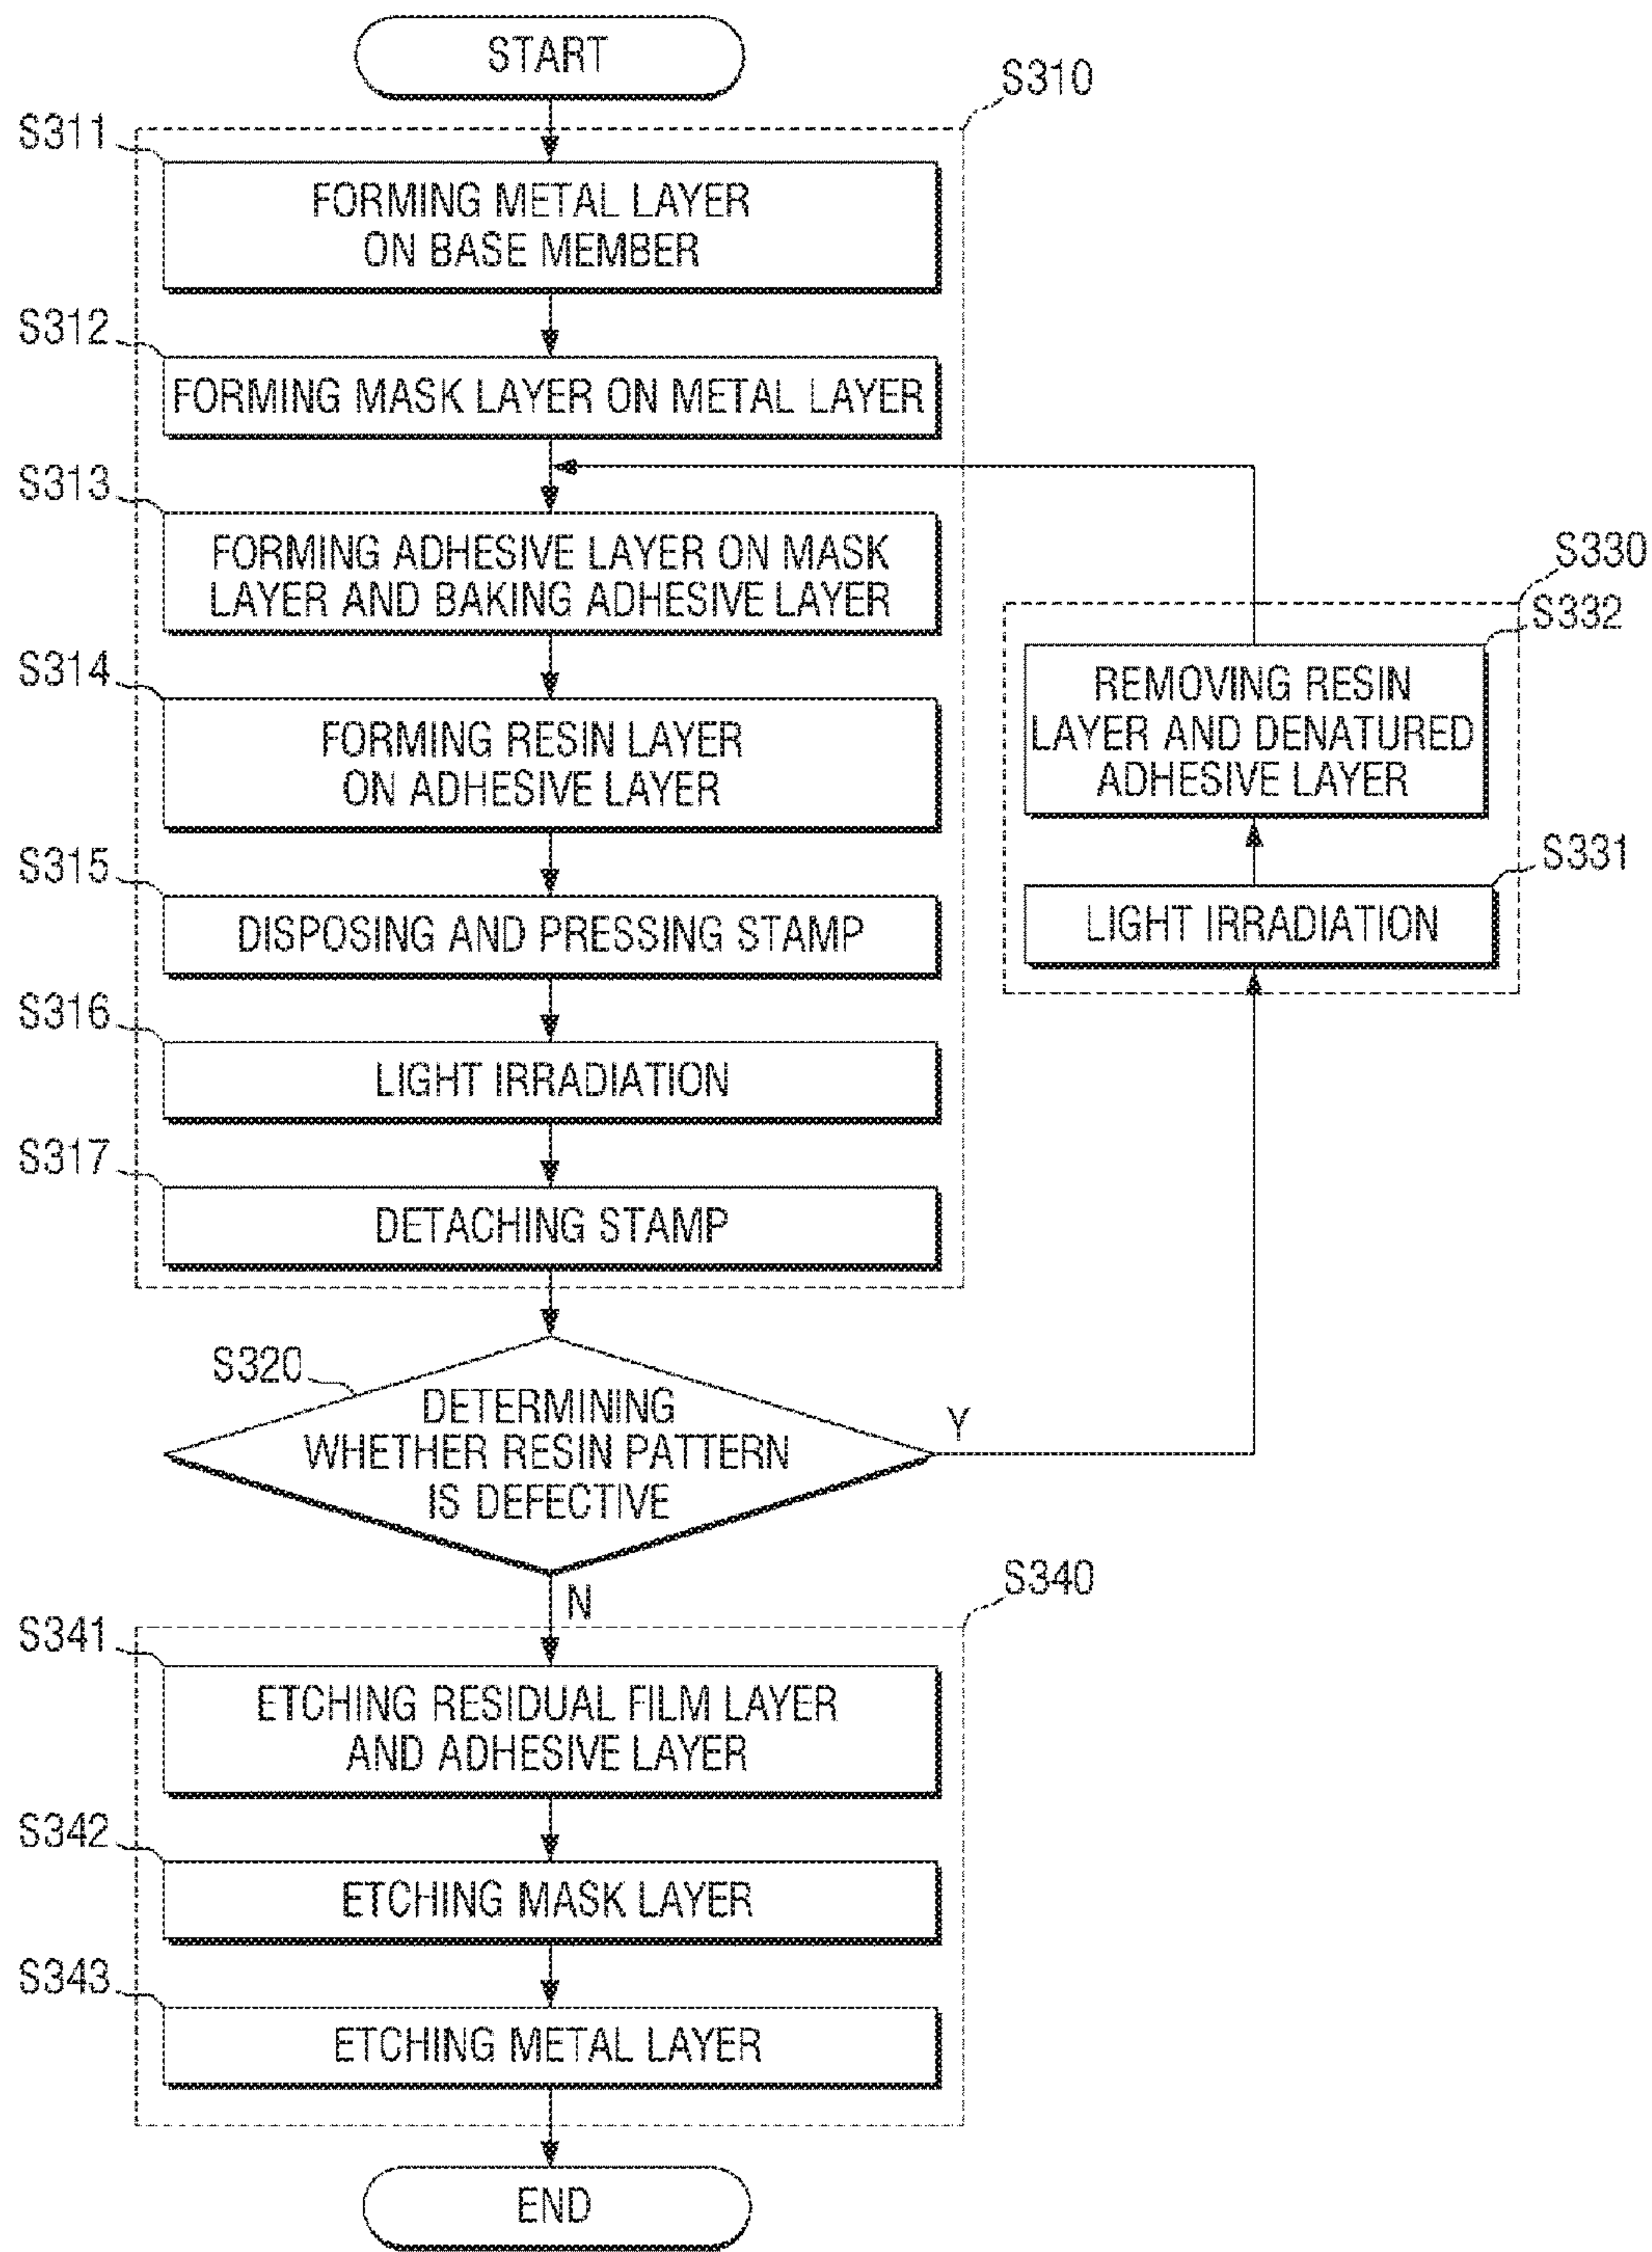 START
S310
S311
FORMING METAL LAYER
ON BASE MEMBER
S312
FORMING MASK LAYER ON METAL LAYER
S313
FORMING ADHESIVE LAYER ON MASK
LAYER AND BAKING ADHESIVE LAYER
S314
FORMING RESIN LAYER
ON ADHESIVE LAYER
S315
DISPOSING AND PRESSING STAMP
S316
LIGHT IRRADIATION
S317
DETACHING STAMP
S330
S332
REMOVING RESIN
LAYER AND DENATURED
ADHESIVE LAYER
S331
LIGHT IRRADIATION
S320
DETERMINING
WHETHER RESIN PATTERN
IS DEFECTIVE
Y
N
S340
S341
ETCHING RESIDUAL FILM LAYER
AND ADHESIVE LAYER
S342
ETCHING MASK LAYER
S343
ETCHING METAL LAYER
END